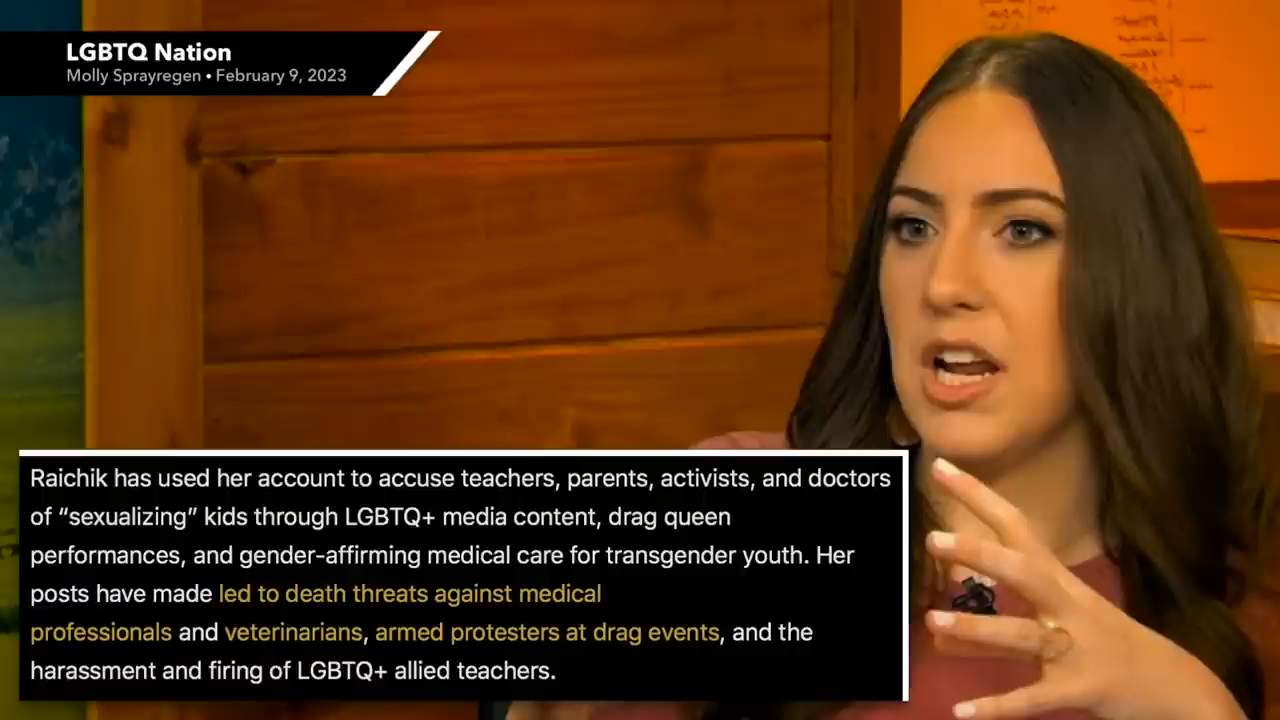 LGBTQ Nation
Molly Sprayregen • February 9, 2023
Raichik has used her account to accuse teachers, parents, activists, and doctors
of “sexualizing” kids through LGBTQ+ media content, drag queen
performances, and gender-affirming medical care for transgender youth. Her
posts have made led to death threats against medical
professionals and veterinarians, armed protesters at drag events, and the
harassment and firing of LGBTQ+ allied teachers.